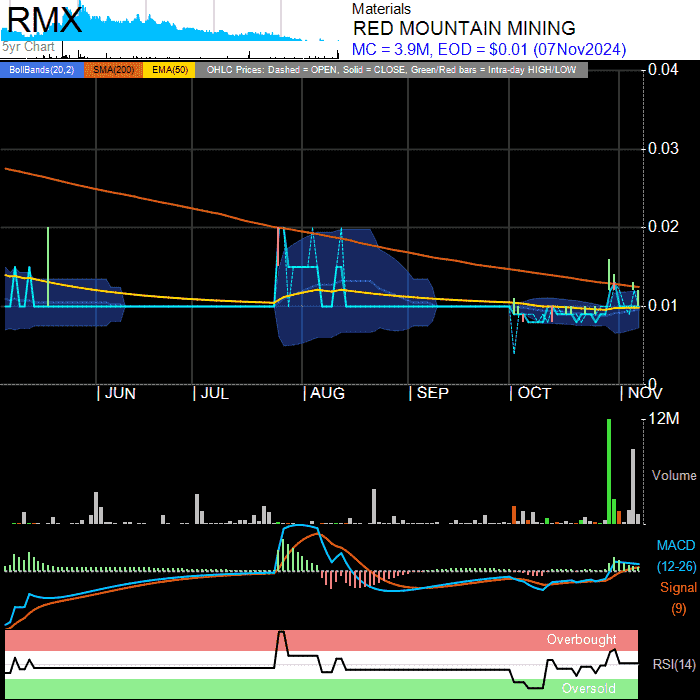 RMX
5yr Chart
Materials
RED MOUNTAIN MINING
MC = 3.9M, EOD = $0.01 (07Nov2024)
BollBands(20,2) SMA(200) EMA(50) OHLC Prices: Dashed = OPEN, Solid = CLOSE, Green/Red bars = Intra-day HIGH/LOW
0.04
0.03
0.02
0.01
0
JUN JUL AUG SEP OCT NOV
12M
Volume
MACD
(12-26)
Signal
(9)
Overbought
RSI(14)
Oversold